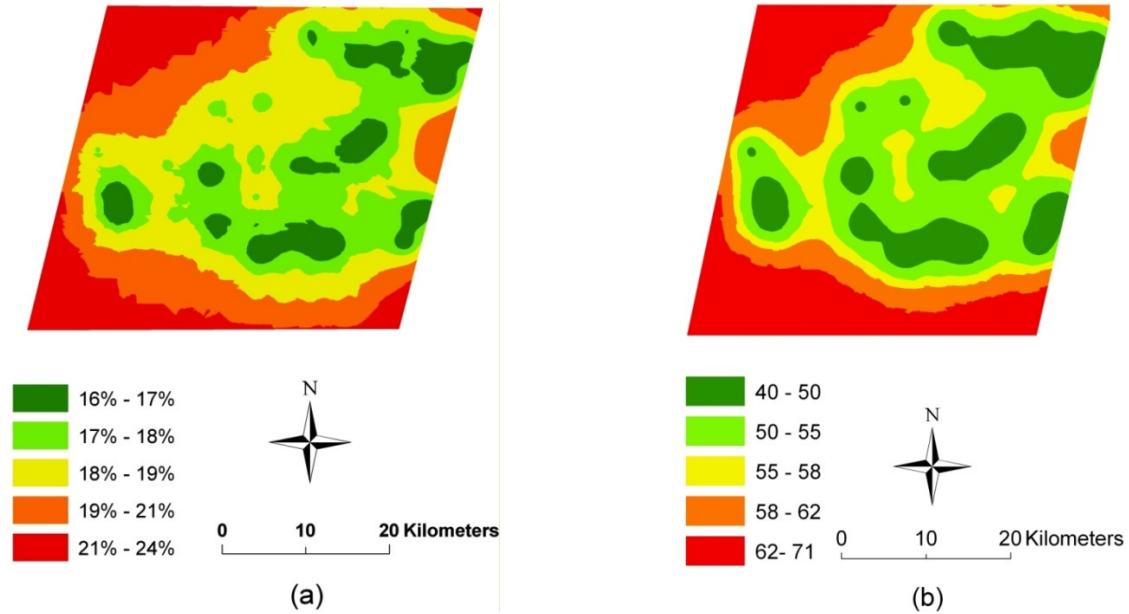 16% - 17%
17% - 18%
18% - 19%
19% - 21%
21% - 24%
N
0 10 20 Kilometers
(a)
40 - 50
50 - 55
55 - 58
58 - 62
62- 71
N
0 10 20 Kilometers
(b)